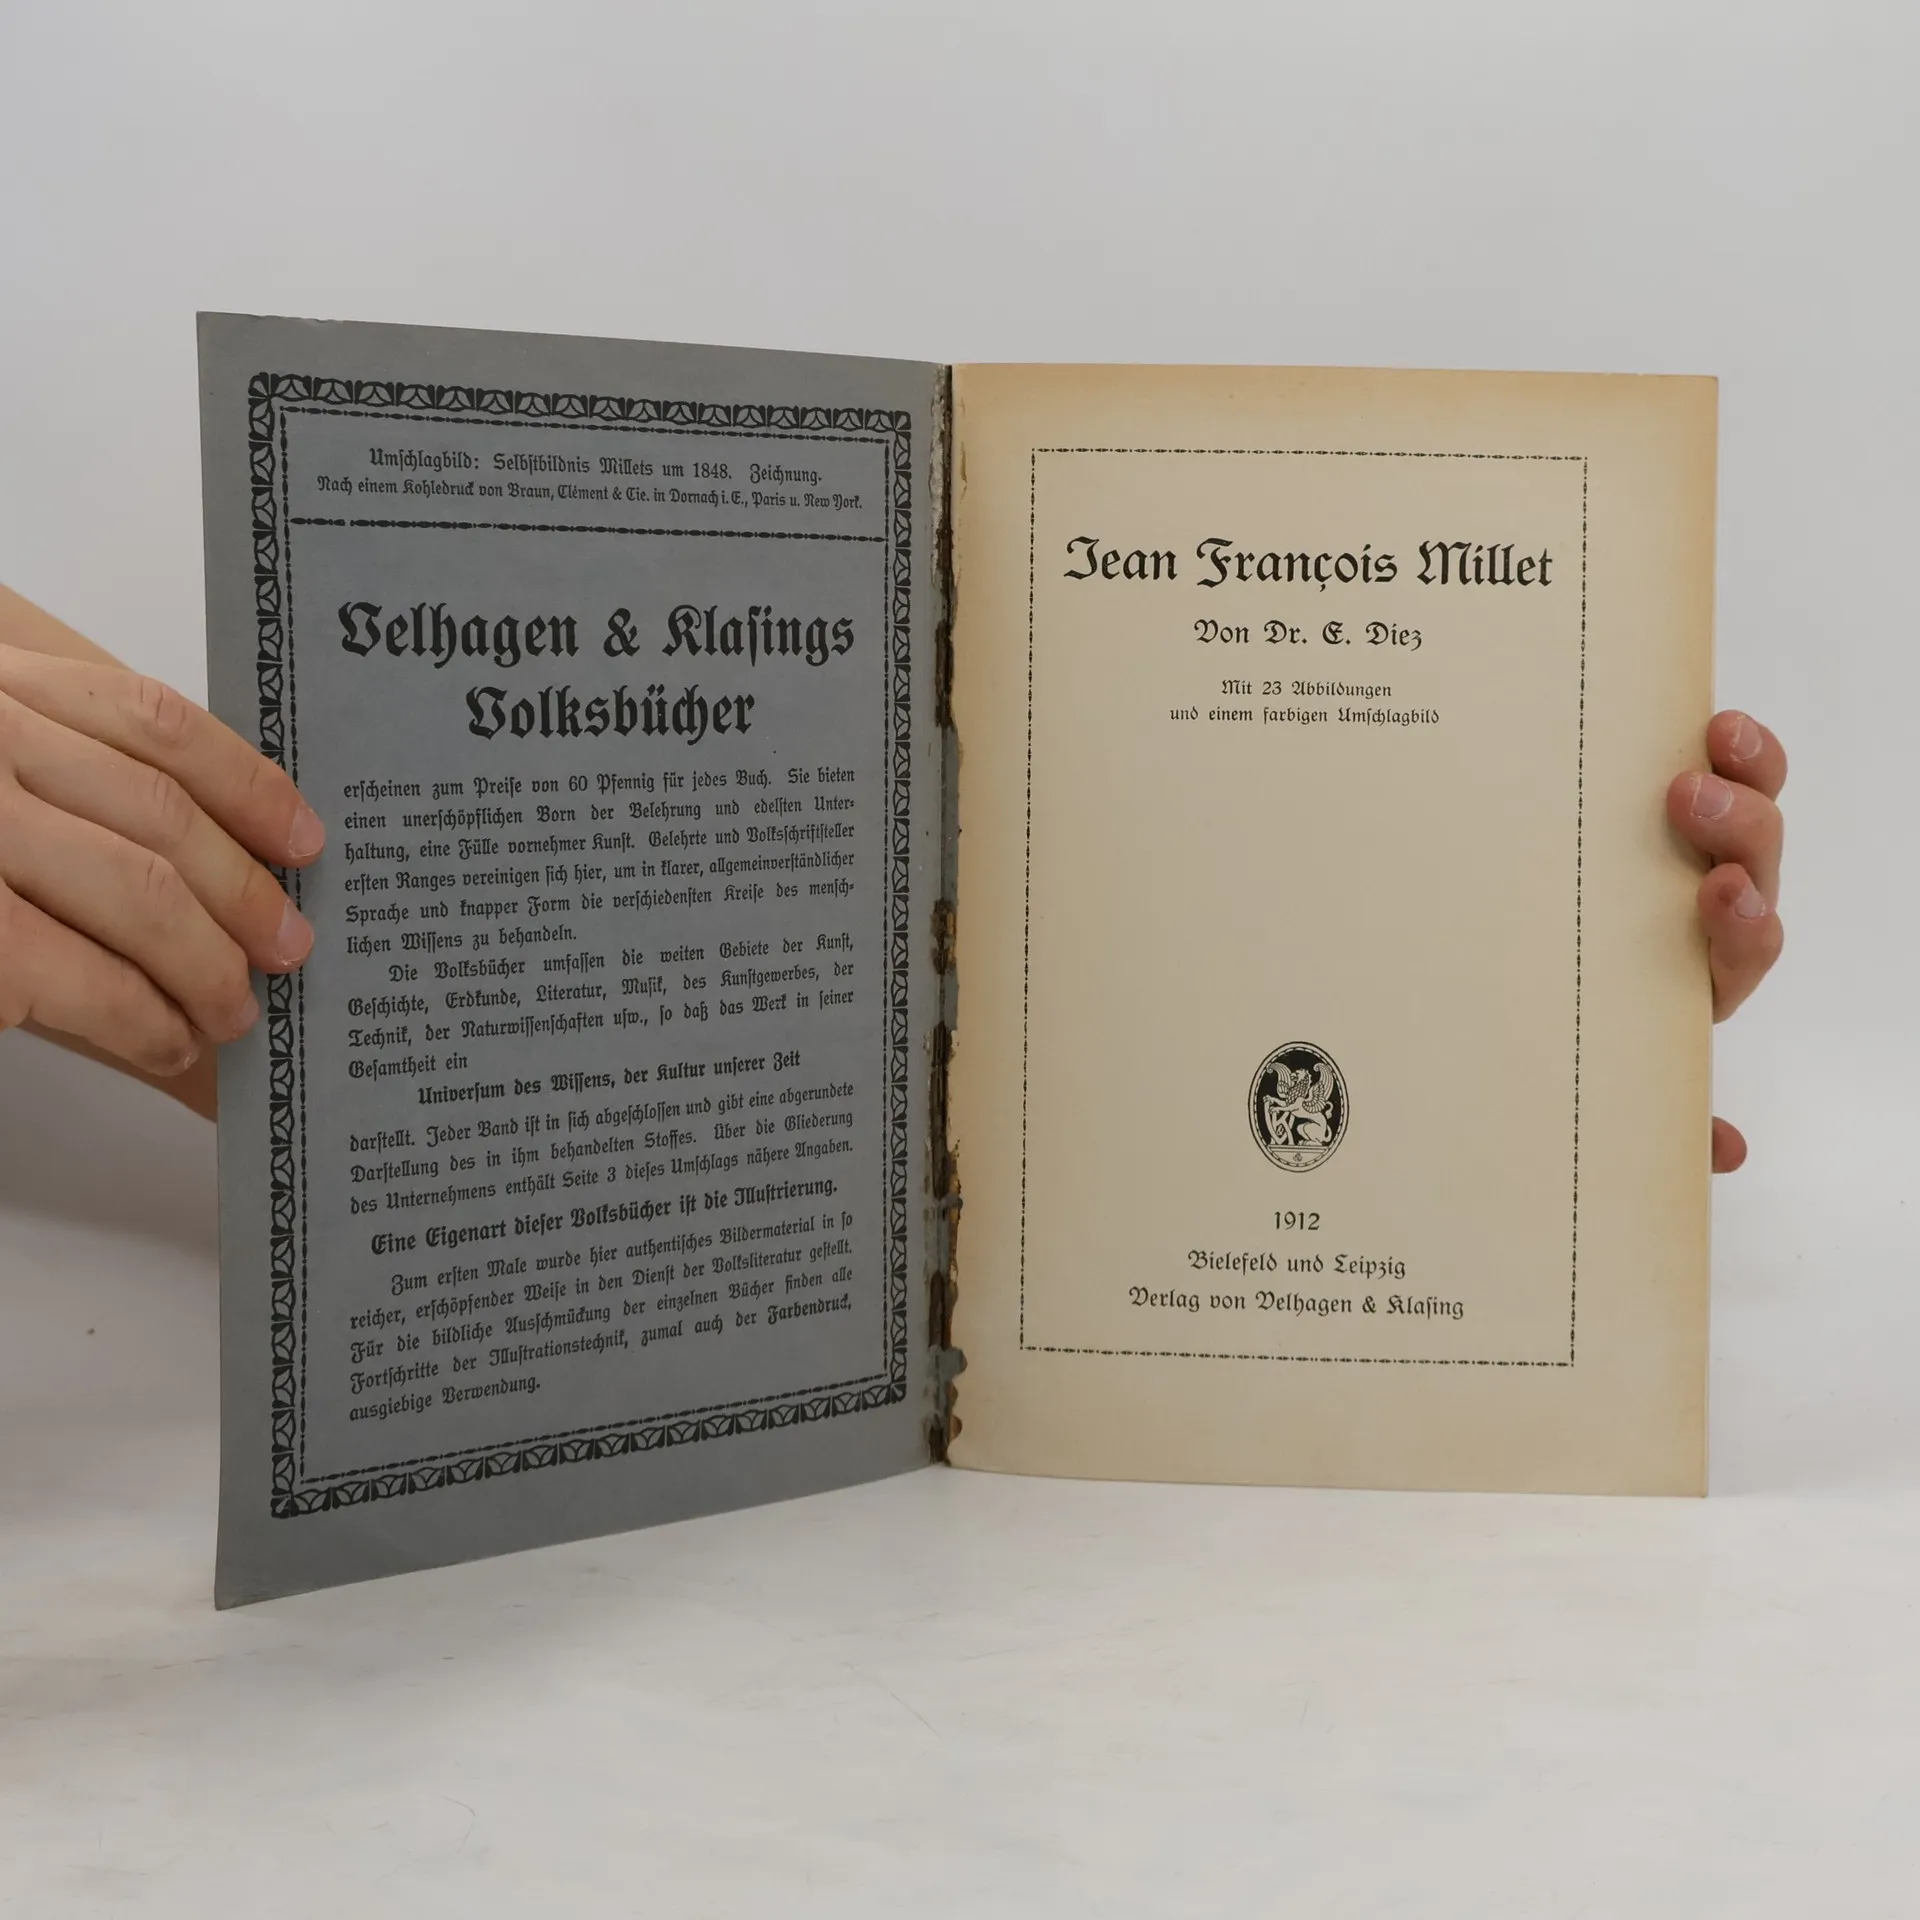 Umſchlagbild: Selbſtbildnis Millets um 1848. Zeichnung.
Nach einem Kohledruck von Braun, Clément & Cie. in Dornach i. E., Paris u. New York.
Velhagen & Klaſings
Volksbücher
erſcheinen zum Preiſe von 60 Pfennig für jedes Buch. Sie bieten
einen unerſchöpflichen Born der Belehrung und edelſten Unter-
haltung, eine Fülle vornehmer Kunſt. Gelehrte und Volksſchriftſteller
erſten Ranges vereinigen ſich hier, um in klarer, allgemeinverſtändlicher
Sprache und knapper Form die verſchiedenſten Kreiſe des menſch-
lichen Wiſſens zu behandeln.
Die Volksbücher umfaſſen die weiten Gebiete der Kunſt,
Geſchichte, Erdkunde, Literatur, Muſik, des Kunſtgewerbes, der
Technik, der Naturwiſſenſchaften uſw., ſo daß das Werk in ſeiner
Geſamtheit ein
Univerſum des Wiſſens, der Kultur unſerer Zeit
darſtellt. Jeder Band iſt in ſich abgeſchloſſen und gibt eine abgerundete
Darſtellung des in ihm behandelten Stoffes. Über die Gliederung
des Unternehmens enthält Seite 3 dieſes Umſchlags nähere Angaben.
Eine Eigenart dieſer Volksbücher iſt die Illuſtrierung.
Zum erſten Male wurde hier authentiſches Bildermaterial in ſo
reicher, erſchöpfender Weiſe in den Dienſt der Volksliteratur geſtellt.
Für die bildliche Ausſchmückung der einzelnen Bücher finden alle
Fortſchritte der Illuſtrationstechnik, zumal auch der Farbendruck,
ausgiebige Verwendung.
Jean François Millet
Von Dr. E. Diez
Mit 23 Abbildungen
und einem farbigen Umſchlagbild
1912
Bielefeld und Leipzig
Verlag von Velhagen & Klaſing